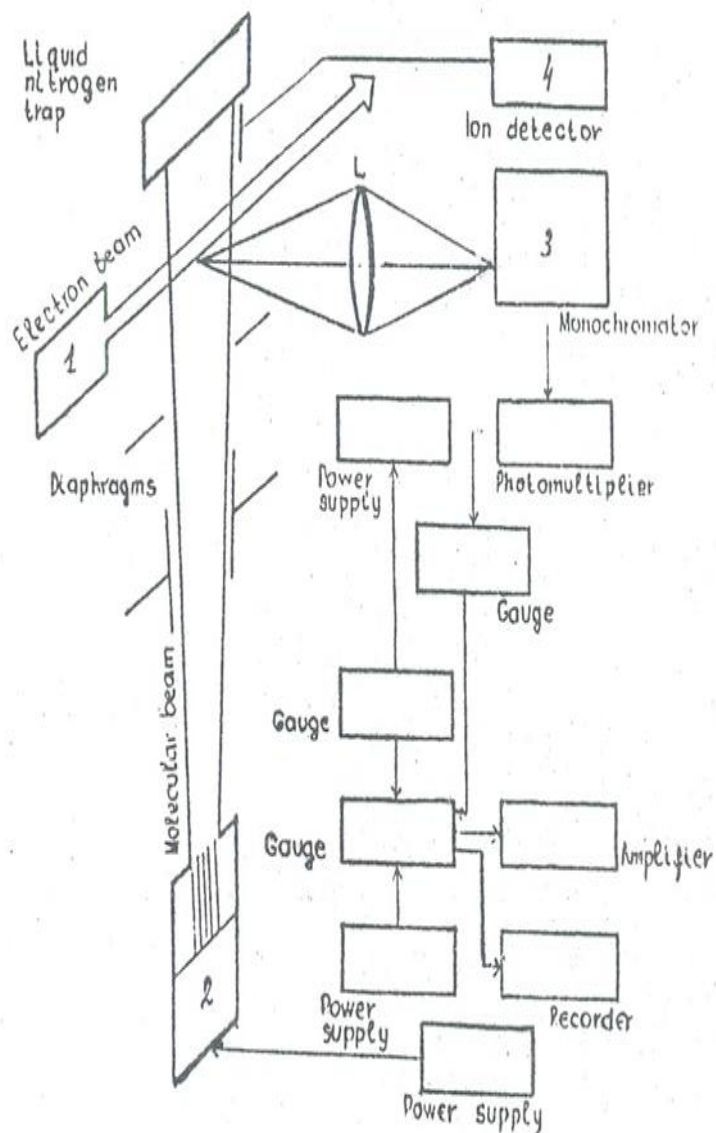 Liquid
nitrogen
trap
4
Ion detector
L
3
Monochromator
Electron beam
1
Power
supply
Photomultiplier
Diaphragms
Gauge
Molecular beam
Gauge
Gauge
Amplifier
2
Power
supply
Recorder
Power supply